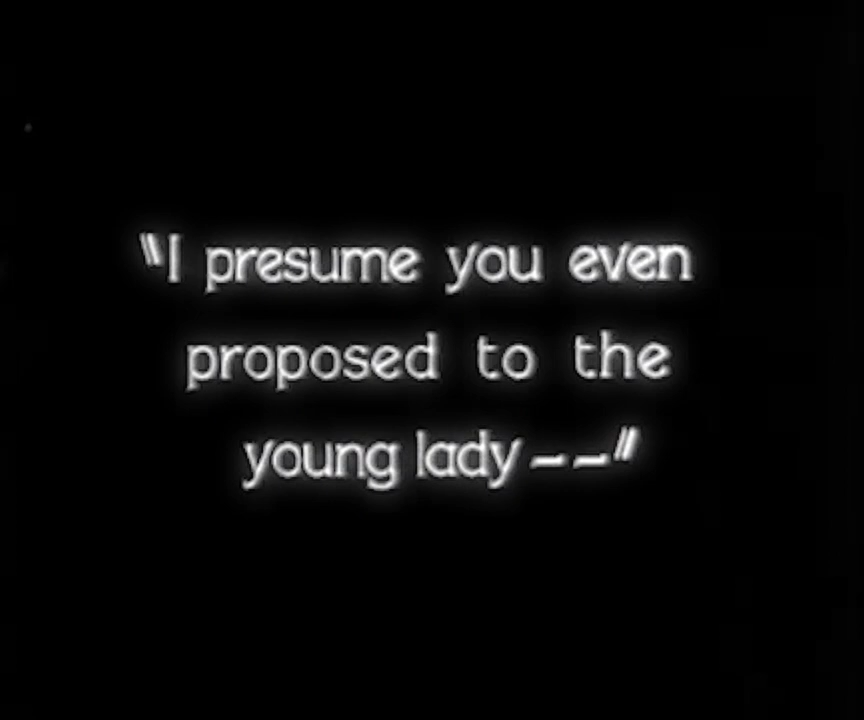 "I presume you even
proposed to the
young lady – –"